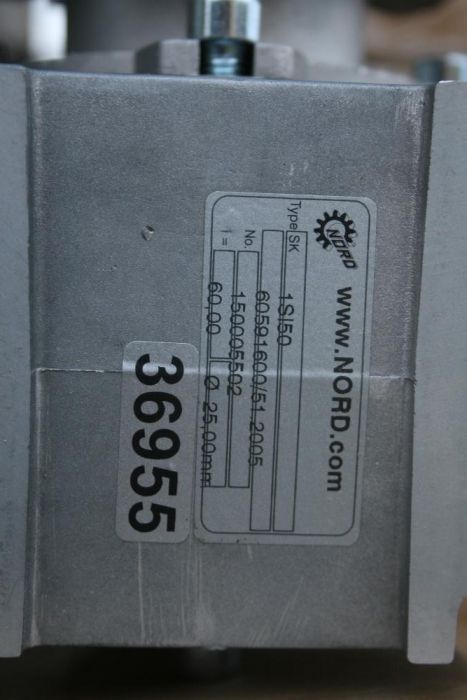 NORD
www.NORD.com
Type SK 1SI50
60591600/51 2005
No. 150005502
i = 60,00 Ø 25,00mm
36955